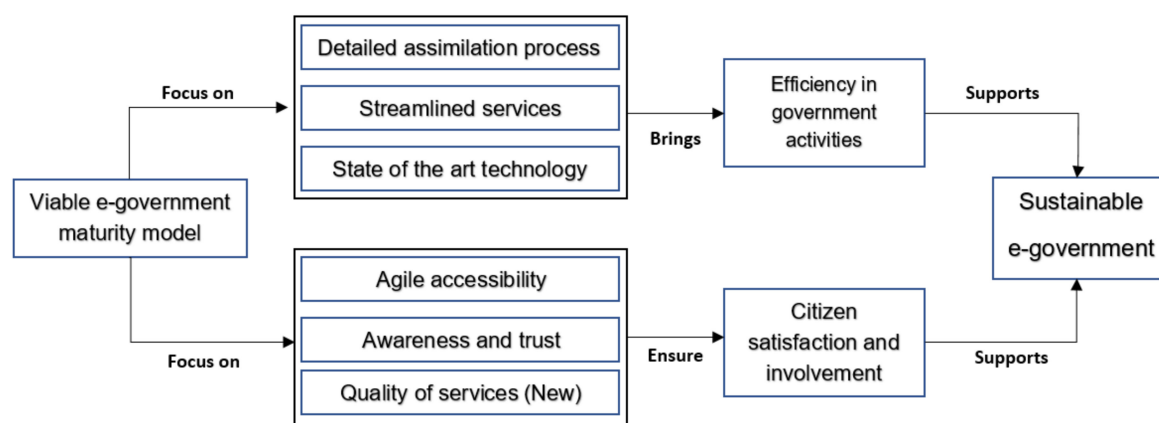 Detailed assimilation process
Focus on
Streamlined services
Efficiency in
government
activities
Supports
Brings
State of the art technology
Viable e-government
maturity model
Sustainable
e-government
Agile accessibility
Awareness and trust
Citizen
satisfaction and
involvement
Focus on
Ensure
Supports
Quality of services (New)